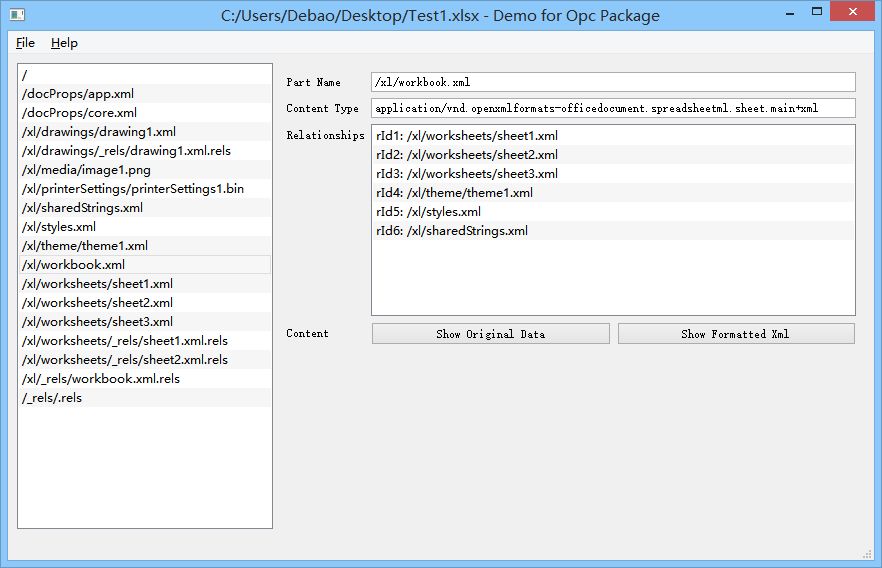 C:/Users/Debao/Desktop/Test1.xlsx - Demo for Opc Package
File Help
/
/docProps/app.xml
/docProps/core.xml
/xl/drawings/drawing1.xml
/xl/drawings/_rels/drawing1.xml.rels
/xl/media/image1.png
/xl/printerSettings/printerSettings1.bin
/xl/sharedStrings.xml
/xl/styles.xml
/xl/theme/theme1.xml
/xl/workbook.xml
/xl/worksheets/sheet1.xml
/xl/worksheets/sheet2.xml
/xl/worksheets/sheet3.xml
/xl/worksheets/_rels/sheet1.xml.rels
/xl/worksheets/_rels/sheet2.xml.rels
/xl/_rels/workbook.xml.rels
/_rels/.rels
Part Name /xl/workbook.xml
Content Type application/vnd.openxmlformats-officedocument.spreadsheetml.sheet.main+xml
Relationships rId1: /xl/worksheets/sheet1.xml
rId2: /xl/worksheets/sheet2.xml
rId3: /xl/worksheets/sheet3.xml
rId4: /xl/theme/theme1.xml
rId5: /xl/styles.xml
rId6: /xl/sharedStrings.xml
Content Show Original Data Show Formatted Xml